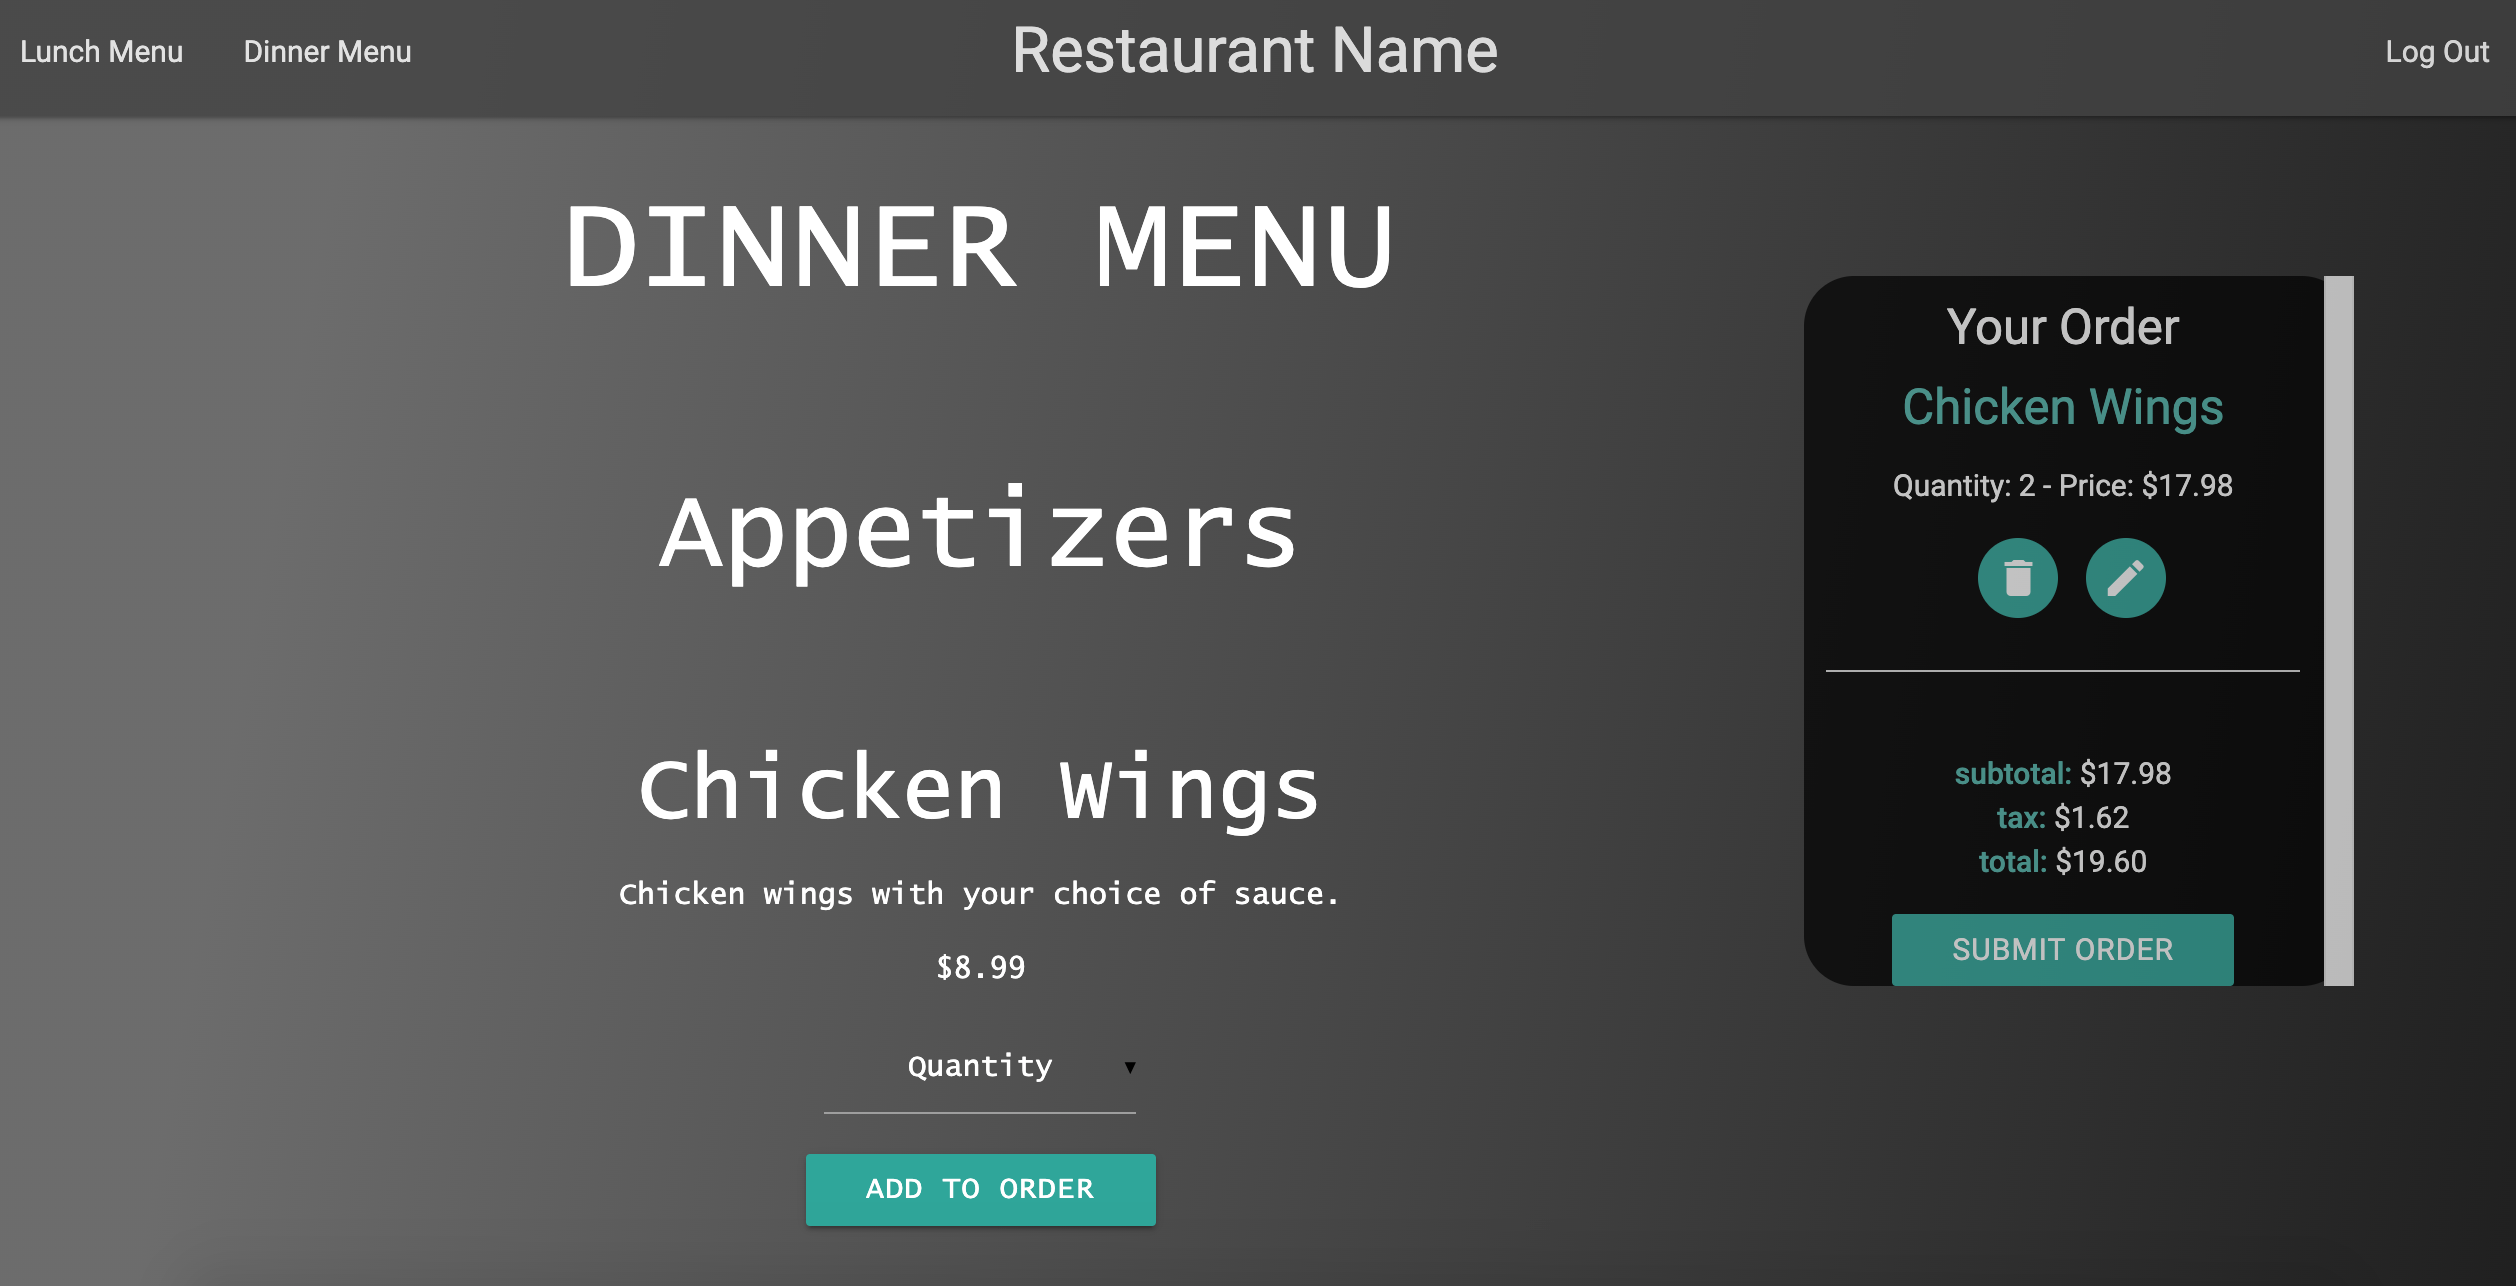 Lunch Menu
Dinner Menu
Restaurant Name
Log Out
DINNER MENU
Appetizers
Chicken Wings
Chicken wings with your choice of sauce.
$8.99
Quantity
ADD TO ORDER
Your Order
Chicken Wings
Quantity: 2 - Price: $17.98
subtotal: $17.98
tax: $1.62
total: $19.60
SUBMIT ORDER